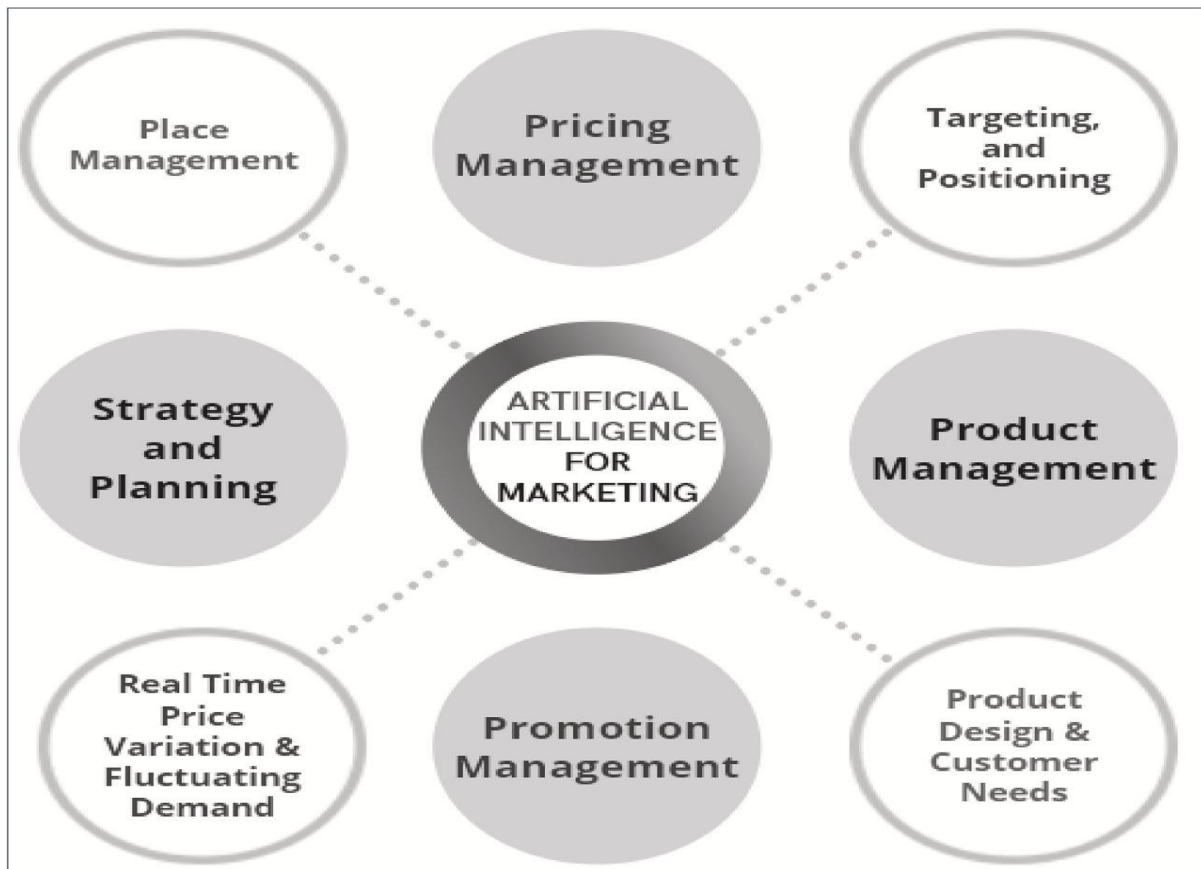 Place
Management
Pricing
Management
Targeting,
and
Positioning
Strategy
and
Planning
ARTIFICIAL
INTELLIGENCE
FOR
MARKETING
Product
Management
Real Time
Price
Variation &
Fluctuating
Demand
Promotion
Management
Product
Design &
Customer
Needs